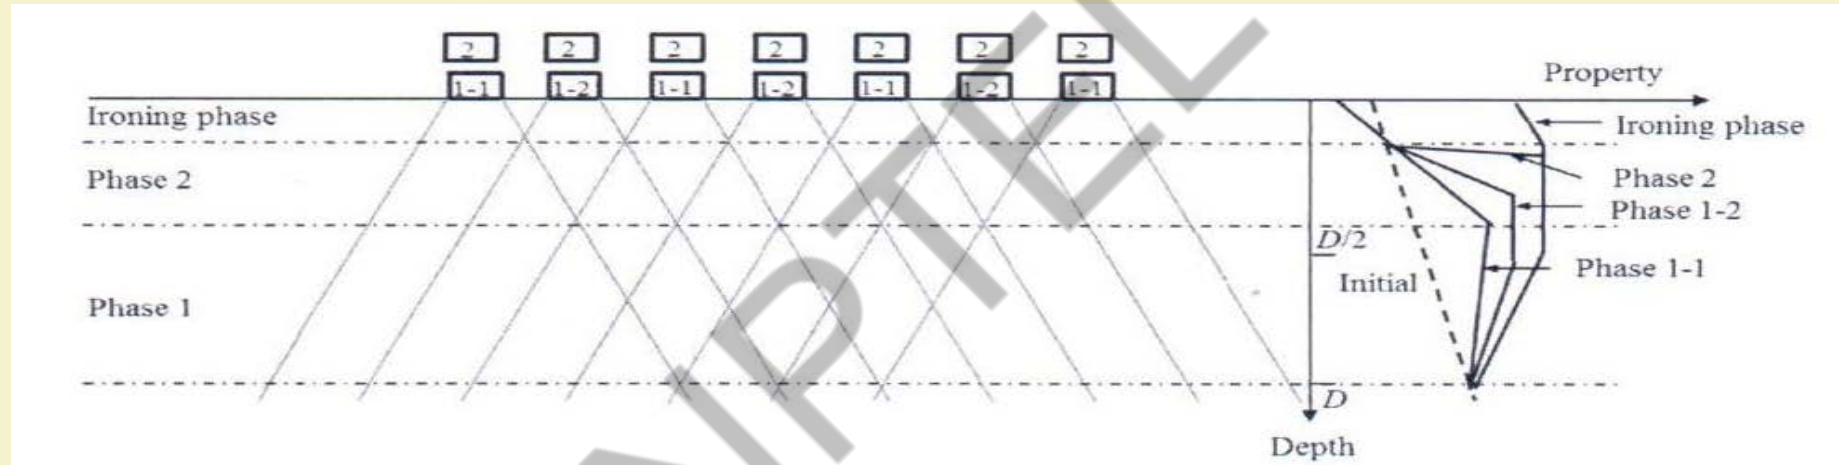 2 2 2 2 2 2 2
1-1 1-2 1-1 1-2 1-1 1-2 1-1
Property
Ironing phase
Ironing phase
Phase 2
Phase 2
Phase 1-2
D/2
Phase 1-1
Initial
Phase 1
D
Depth
NPTEL